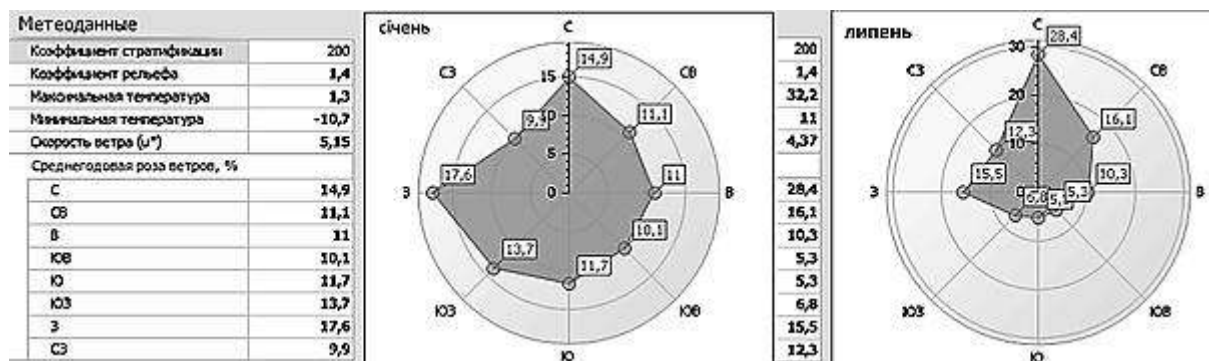 Метеоданные
Коэффициент стратификации 200
Коэффициент рельефа 1,4
Максимальная температура 1,3
Минимальная температура -10,7
Скорость ветра (u*) 5,15
Среднегодовая роза ветров, %
С 14,9
СВ 11,1
В 11
ЮВ 10,1
Ю 11,7
ЮЗ 13,7
З 17,6
СЗ 9,9
січень
С
14,9
СЗ
СВ
15
11,1
10
9,9
5
17,6
11
З
0
В
10,1
13,7
11,7
ЮЗ
ЮВ
Ю
200
1,4
32,2
11
4,37
28,4
16,1
10,3
5,3
5,3
6,8
15,5
12,3
липень
С
28,4
30
СЗ
СВ
20
16,1
12,3
10
15,5
10,3
З
0
5,3
В
6,8
ЮЗ
ЮВ
Ю